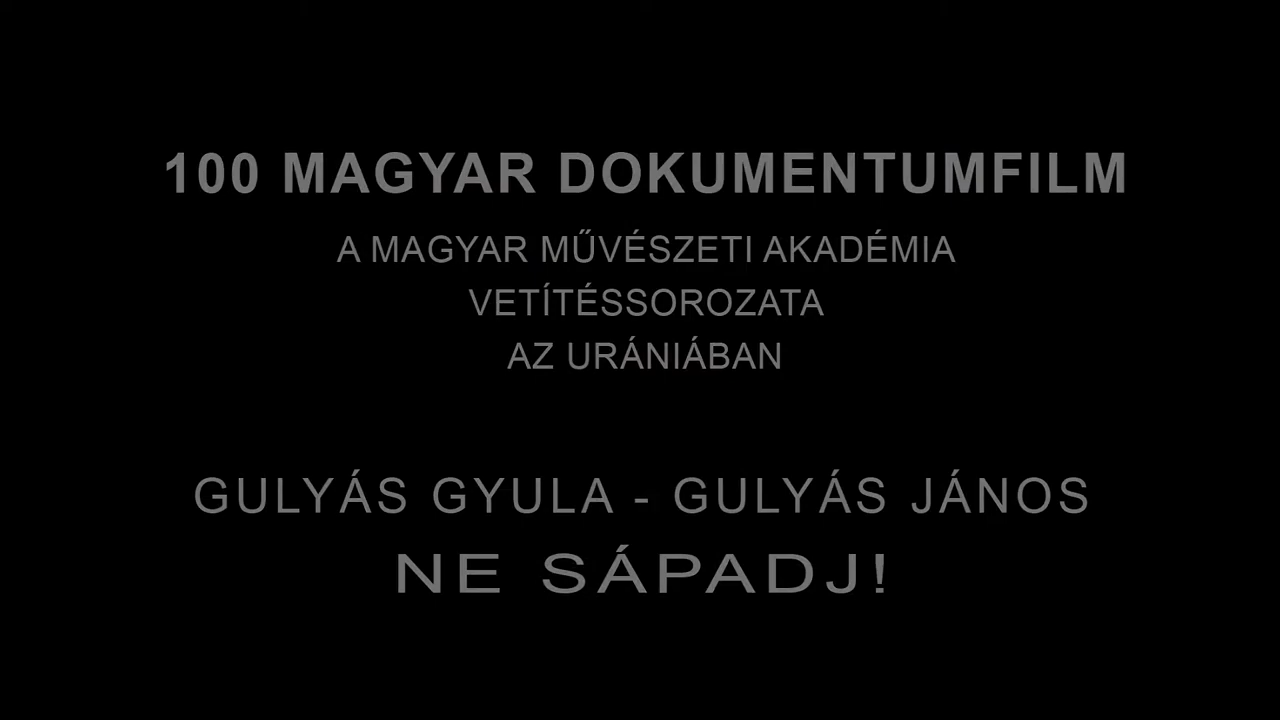 100 MAGYAR DOKUMENTUMFILM
A MAGYAR MŰVÉSZETI AKADÉMIA
VETÍTÉSSOROZATA
AZ URÁNIÁBAN
GULYÁS GYULA - GULYÁS JÁNOS
NE SÁPADJ!